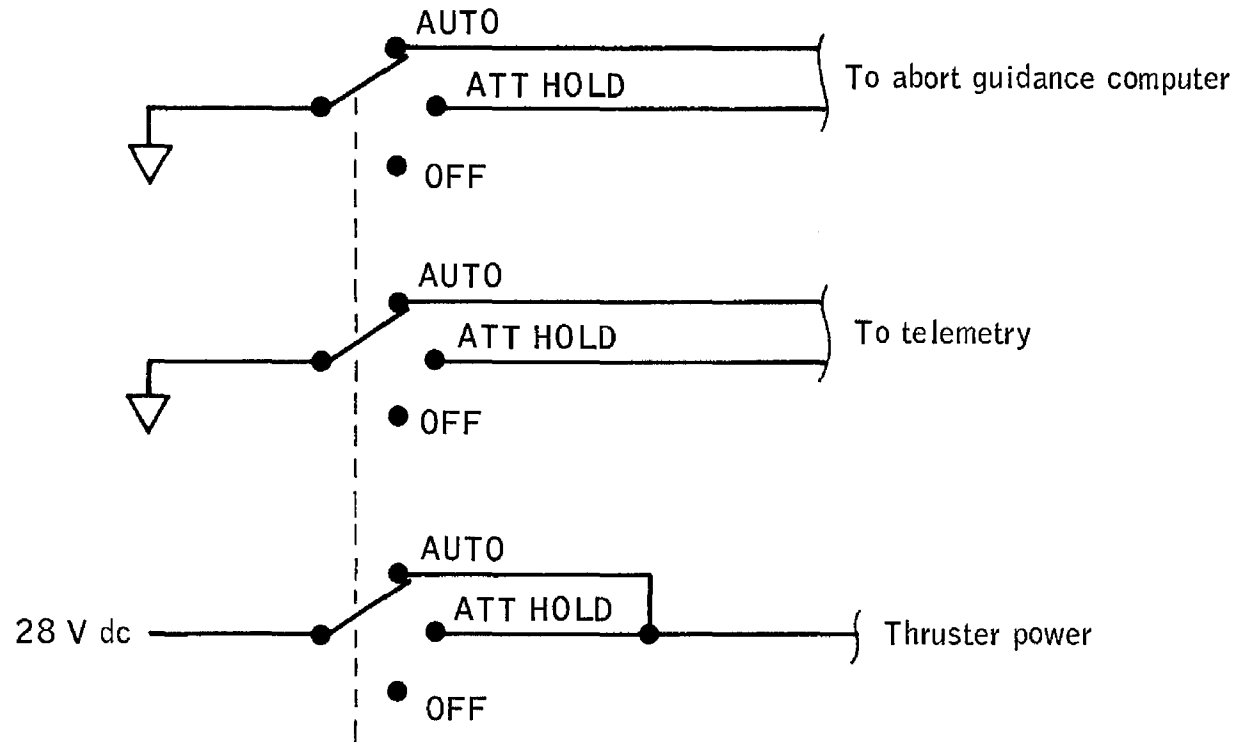 AUTO
ATT HOLD
To abort guidance computer
OFF
AUTO
ATT HOLD
To telemetry
OFF
AUTO
ATT HOLD
28 V dc
Thruster power
OFF